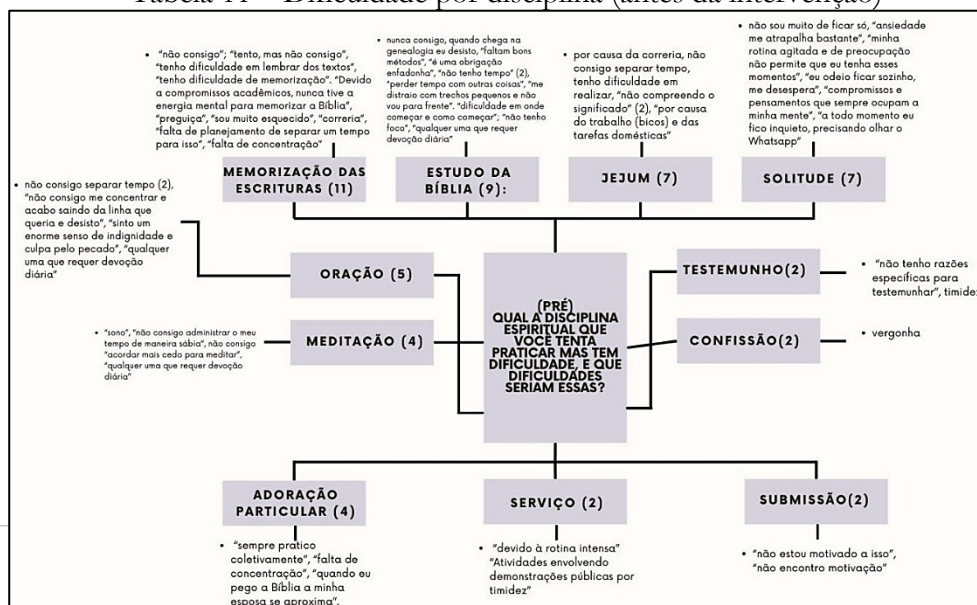 Tabela 11 – Dificuldade por disciplina (antes da intervenção)
• "não consigo"; "tento, mas não consigo",
"tenho dificuldade em lembrar dos textos",
"tenho dificuldade de memorização". "Devido
a compromissos acadêmicos, nunca tive a
energia mental para memorizar a Bíblia",
"preguiça", "sou muito esquecido", "correria",
"falta de planejamento de separar um tempo
para isso", "falta de concentração"
MEMORIZAÇÃO DAS
ESCRITURAS (11)
nunca consigo, quando chega na
genealogia eu desisto, "faltam bons
métodos", "é uma obrigação
enfadonha", "não tenho tempo" (2),
"perder tempo com outras coisas", "me
distraio com trechos pequenos e não
vou para frente". "dificuldade em onde
começar e como começar"; "não tenho
foco", "qualquer uma que requer
devoção diária"
ESTUDO DA
BÍBLIA (9):
• por causa da correria, não
consigo separar tempo,
tenho dificuldade em
realizar, "não compreendo o
significado" (2), "por causa
do trabalho (bicos) e das
tarefas domésticas"
JEJUM (7)
• não sou muito de ficar só, "ansiedade
me atrapalha bastante", "minha
rotina agitada e de preocupação
não permite que eu tenha esses
momentos", "eu odeio ficar sozinho,
me desespera", "compromissos e
pensamentos que sempre ocupam a
minha mente", "a todo momento eu
fico inquieto, precisando olhar o
Whatsapp"
SOLITUDE (7)
• não consigo separar tempo (2),
"não consigo me concentrar e
acabo saindo da linha que
queria e desisto", "sinto um
enorme senso de indignidade e
culpa pelo pecado", "qualquer
uma que requer devoção
diária"
ORAÇÃO (5)
• "sono", "não consigo administrar o meu
tempo de maneira sábia", não consigo
"acordar mais cedo para meditar",
"qualquer uma que requer devoção
diária"
MEDITAÇÃO (4)
(PRÉ)
QUAL A DISCIPLINA
ESPIRITUAL QUE
VOCÊ TENTA
PRATICAR MAS TEM
DIFICULDADE, E QUE
DIFICULDADES
SERIAM ESSAS?
TESTEMUNHO(2)
• "não tenho razões
específicas para
testemunhar", timidez
CONFISSÃO(2)
• vergonha
ADORAÇÃO
PARTICULAR (4)
• "sempre pratico
coletivamente", "falta de
concentração", "quando eu
pego a Bíblia a minha
esposa se aproxima".
SERVIÇO (2)
• "devido à rotina intensa"
"Atividades envolvendo
demonstrações públicas por
timidez"
SUBMISSÃO(2)
• "não estou motivado a isso",
"não encontro motivação"